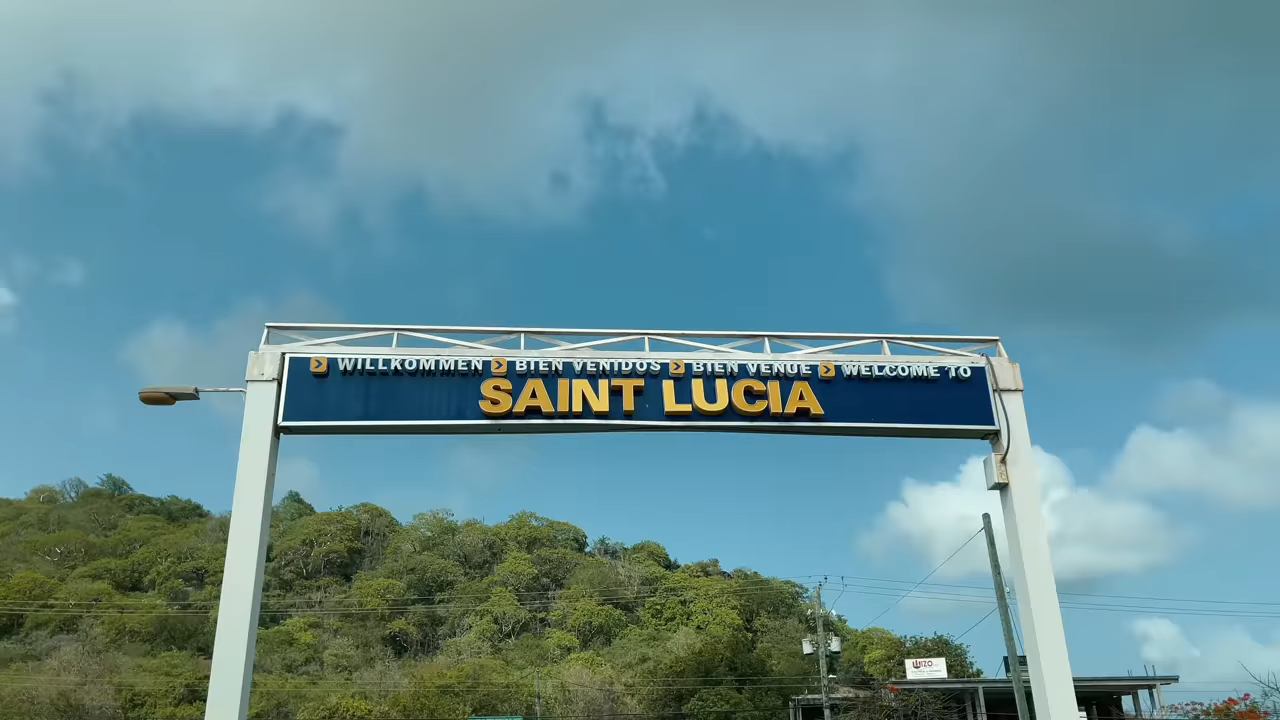 WILLKOMMEN BIEN VENIDOS BIEN VENUE WELCOME TO
SAINT LUCIA